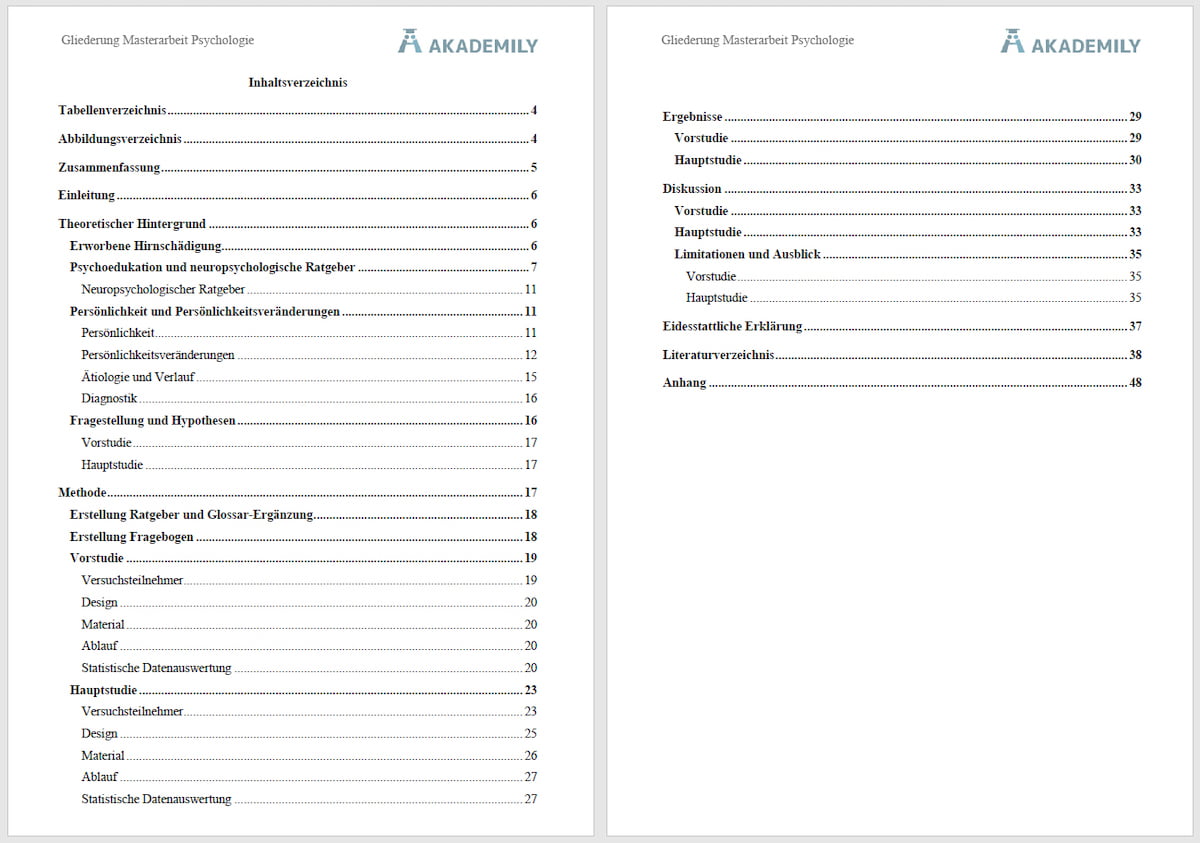 Gliederung Masterarbeit Psychologie
AKADEMILY
Inhaltsverzeichnis
Tabellenverzeichnis 4
Abbildungsverzeichnis 4
Zusammenfassung 5
Einleitung 6
Theoretischer Hintergrund 6
Erworbene Hirnschädigung 6
Psychoedukation und neuropsychologische Ratgeber 7
Neuropsychologischer Ratgeber 11
Persönlichkeit und Persönlichkeitsveränderungen 11
Persönlichkeit 11
Persönlichkeitsveränderungen 12
Ätiologie und Verlauf 15
Diagnostik 16
Fragestellung und Hypothesen 16
Vorstudie 17
Hauptstudie 17
Methode 17
Erstellung Ratgeber und Glossar-Ergänzung 18
Erstellung Fragebogen 18
Vorstudie 19
Versuchsteilnehmer 19
Design 20
Material 20
Ablauf 20
Statistische Datenauswertung 20
Hauptstudie 23
Versuchsteilnehmer 23
Design 25
Material 26
Ablauf 27
Statistische Datenauswertung 27
Gliederung Masterarbeit Psychologie
AKADEMILY
Ergebnisse 29
Vorstudie 29
Hauptstudie 30
Diskussion 33
Vorstudie 33
Hauptstudie 33
Limitationen und Ausblick 35
Vorstudie 35
Hauptstudie 35
Eidesstattliche Erklärung 37
Literaturverzeichnis 38
Anhang 48